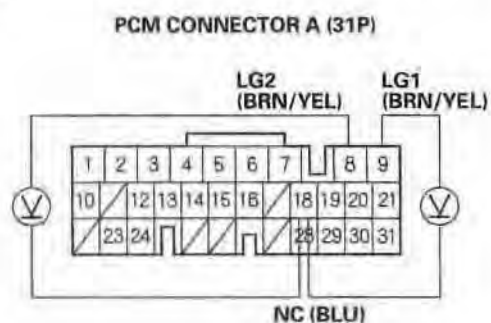 PCM CONNECTOR A (31P)
LG2 LG1
(BRN/YEL) (BRN/YEL)
1 2 3 4 5 6 7 8 9
10 12 13 14 15 16 18 19 20 21
V V
23 24 28 29 30 31
NC (BLU)